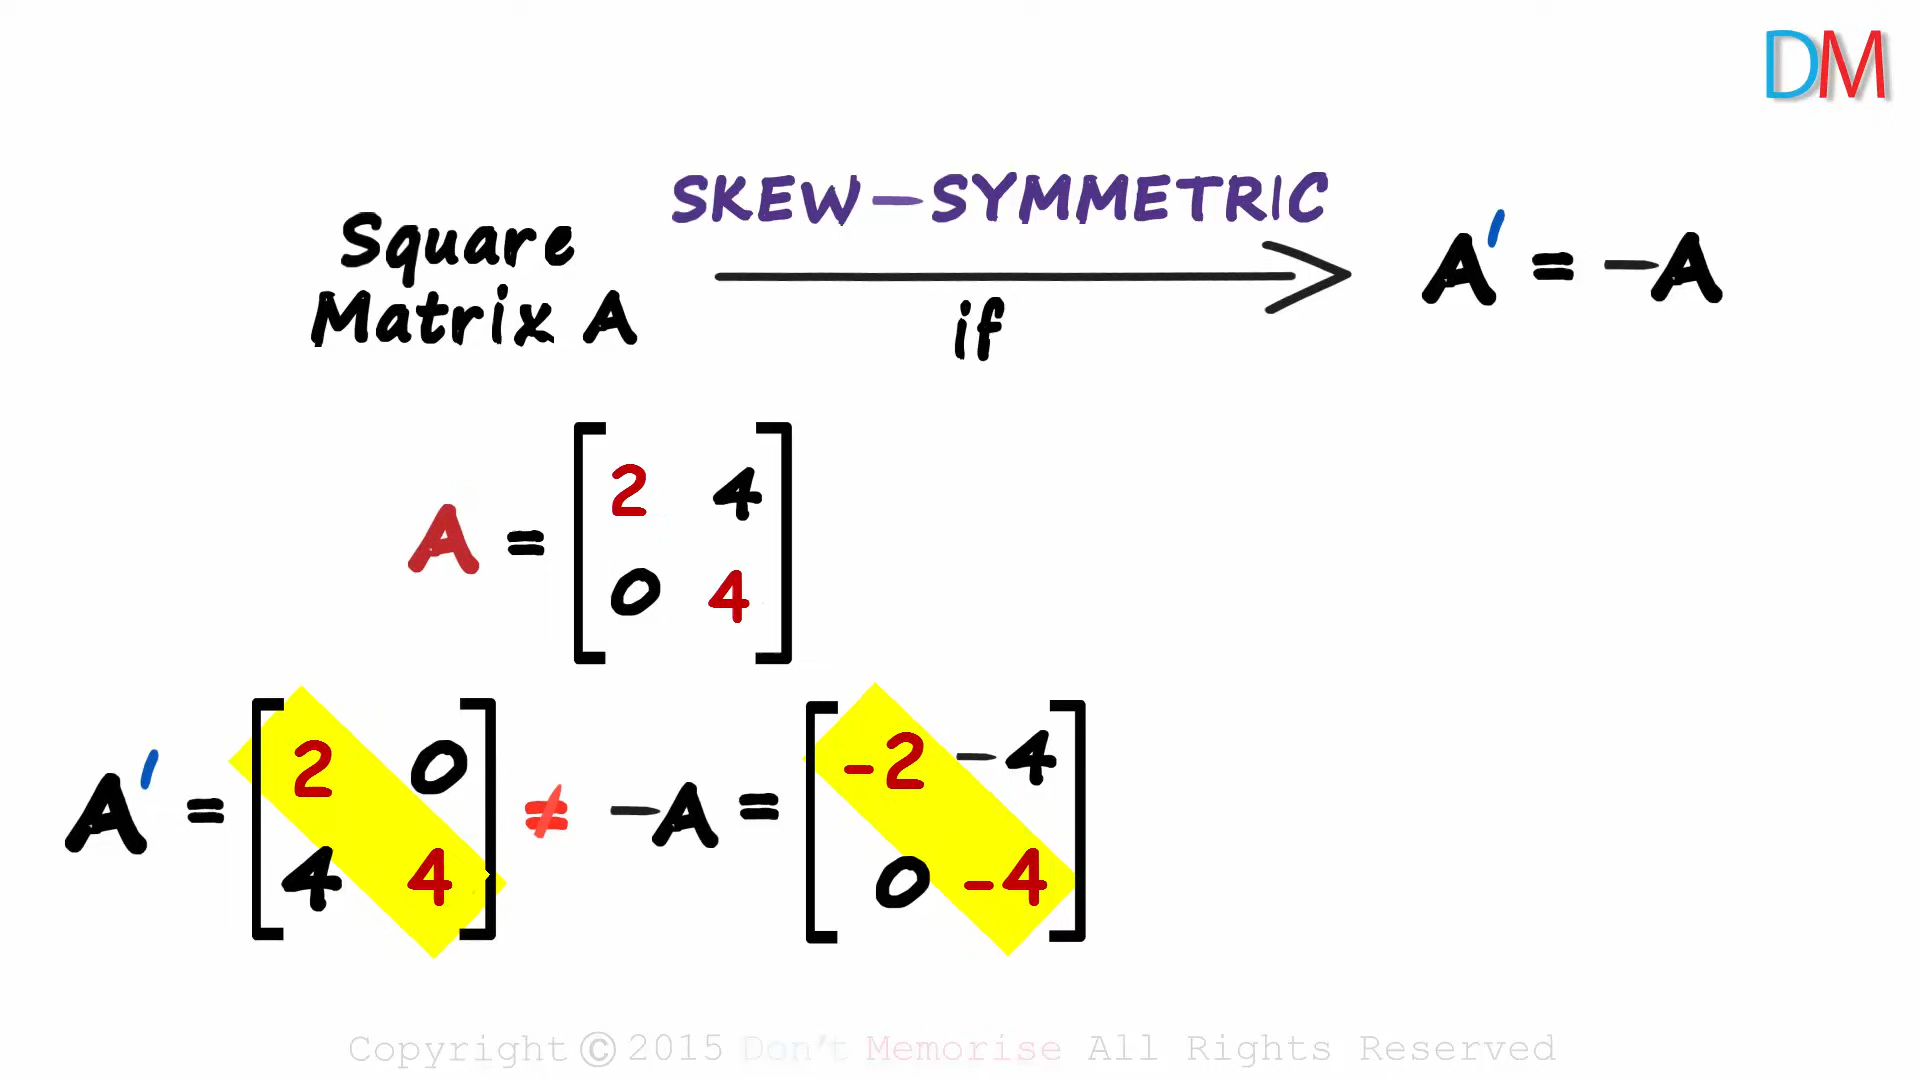 DM
SKEW-SYMMETRIC
Square
Matrix A
if
A' = -A
A = [2 4
0 4]
A' = [2 0
4 4] ≠ -A = [-2 -4
0 -4]
Copyright © 2015 Don't Memorise All Rights Reserved